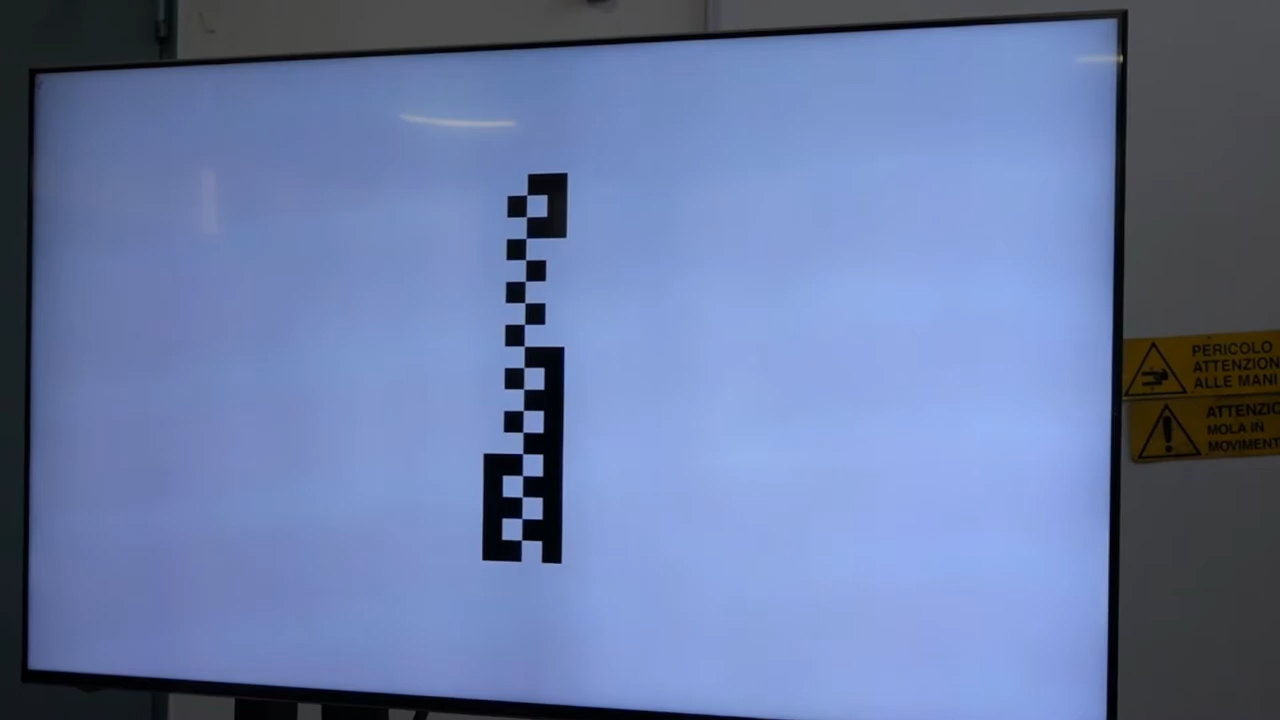 PERICOLO
ATTENZION
ALLE MANI
ATTENZIO
MOLA IN
MOVIMENT